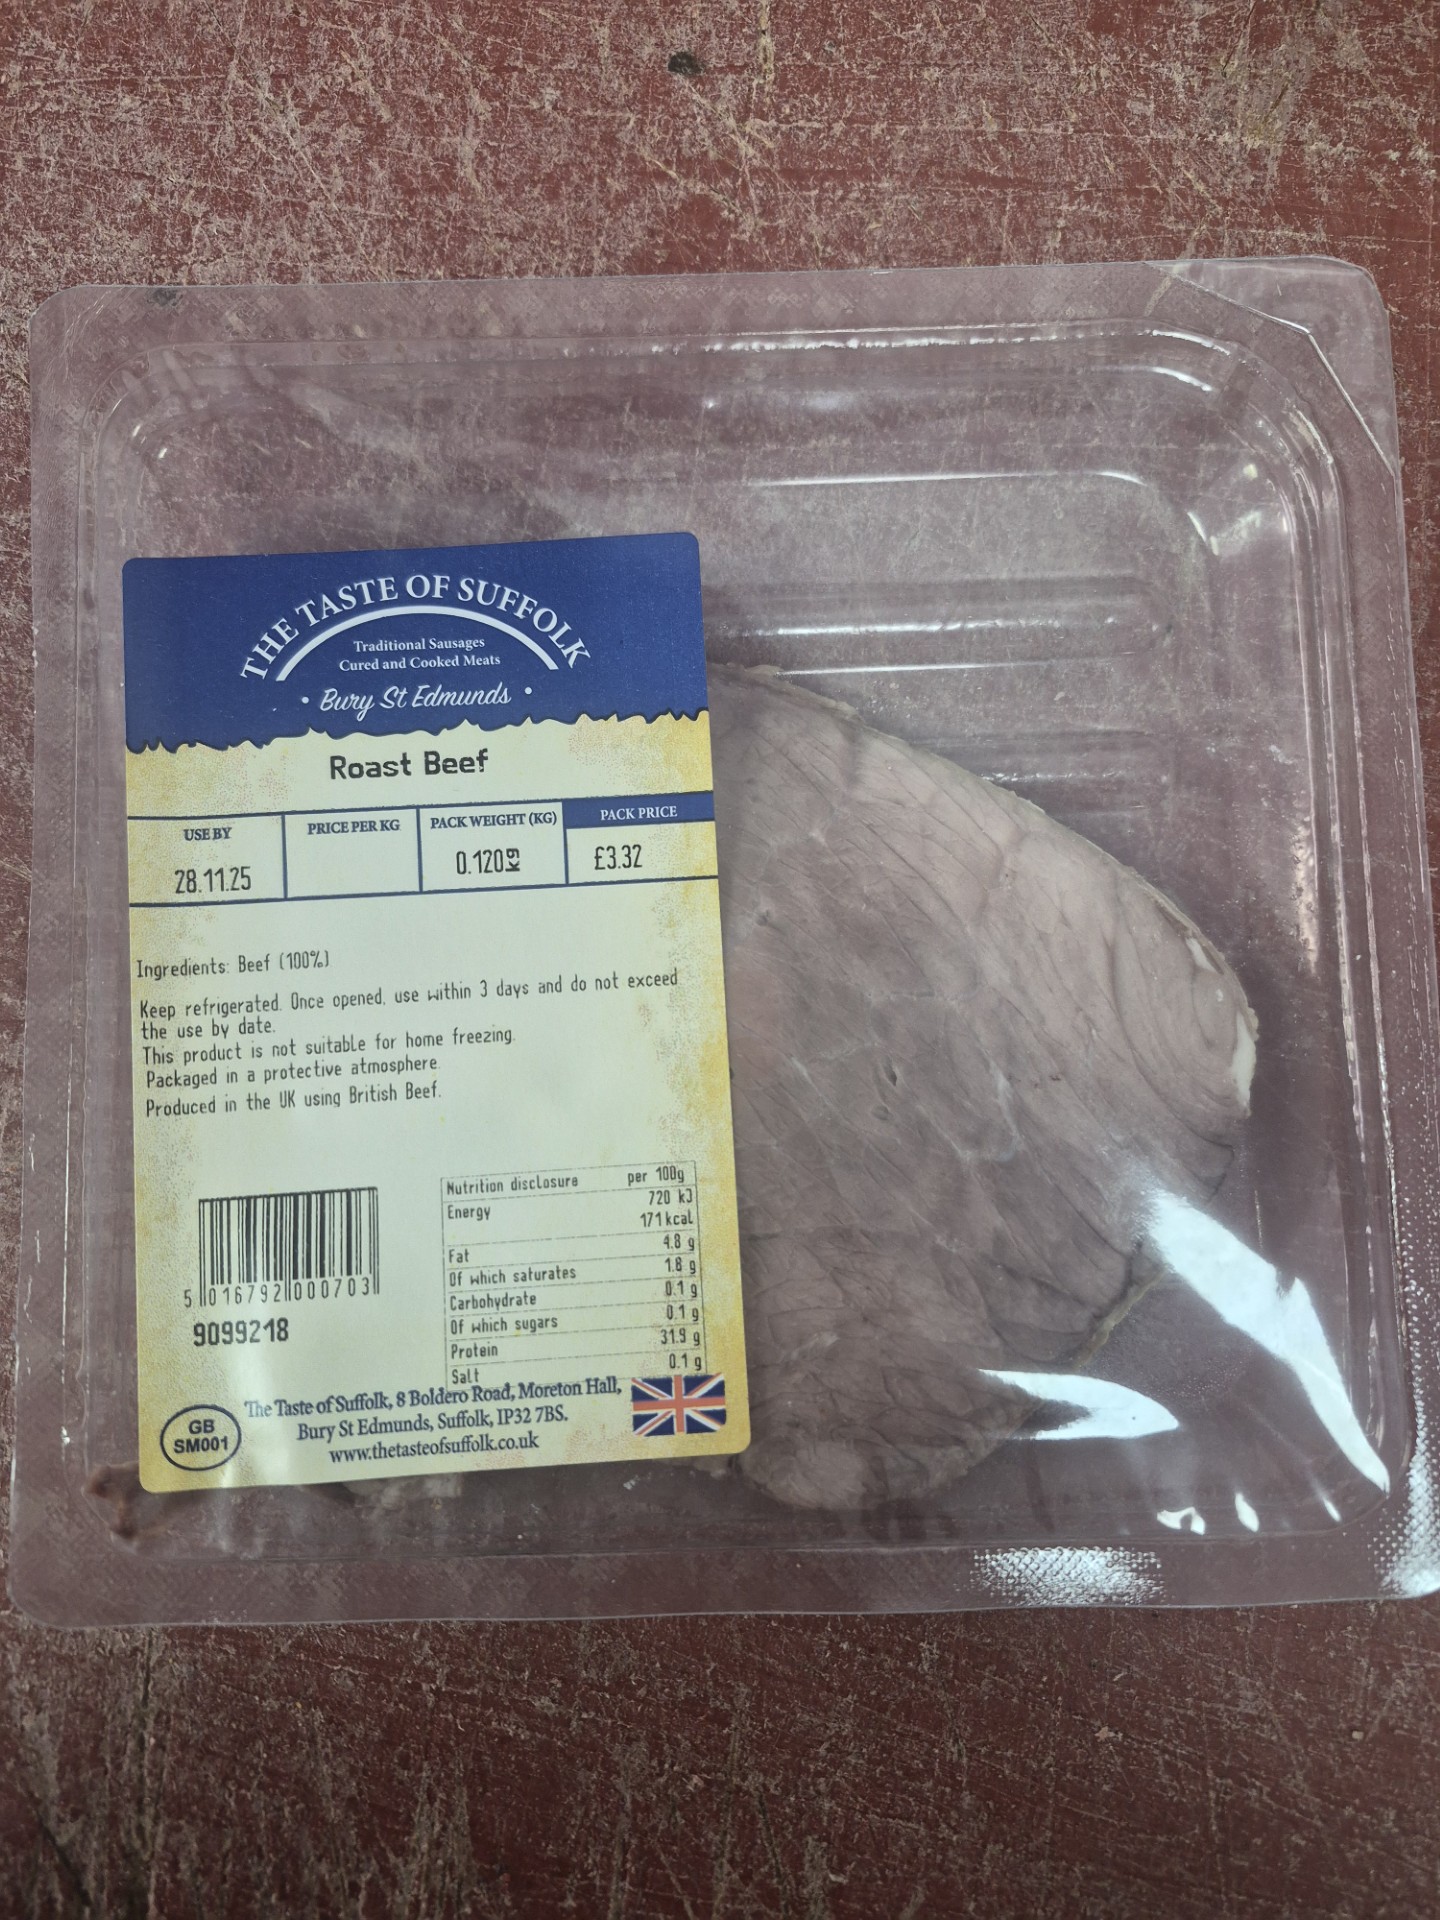 THE TASTE OF SUFFOLK
Traditional Sausages
Cured and Cooked Meats
• Bury St Edmunds •
Roast Beef
USE BY PRICE PER KG PACK WEIGHT (KG) PACK PRICE
28.11.25 0.120kg £3.32
Ingredients: Beef (100%)
Keep refrigerated. Once opened, use within 3 days and do not exceed
the use by date.
This product is not suitable for home freezing.
Packaged in a protective atmosphere.
Produced in the UK using British Beef.
Nutrition disclosure per 100g
Energy 720 kJ
171 kcal
Fat 4.8 g
Of which saturates 1.8 g
Carbohydrate 0.1 g
Of which sugars 0.1 g
Protein 31.9 g
Salt 0.1 g
5 016792 000703
9099218
GB
SM001
The Taste of Suffolk, 8 Boldero Road, Moreton Hall,
Bury St Edmunds, Suffolk, IP32 7BS.
www.thetasteofsuffolk.co.uk